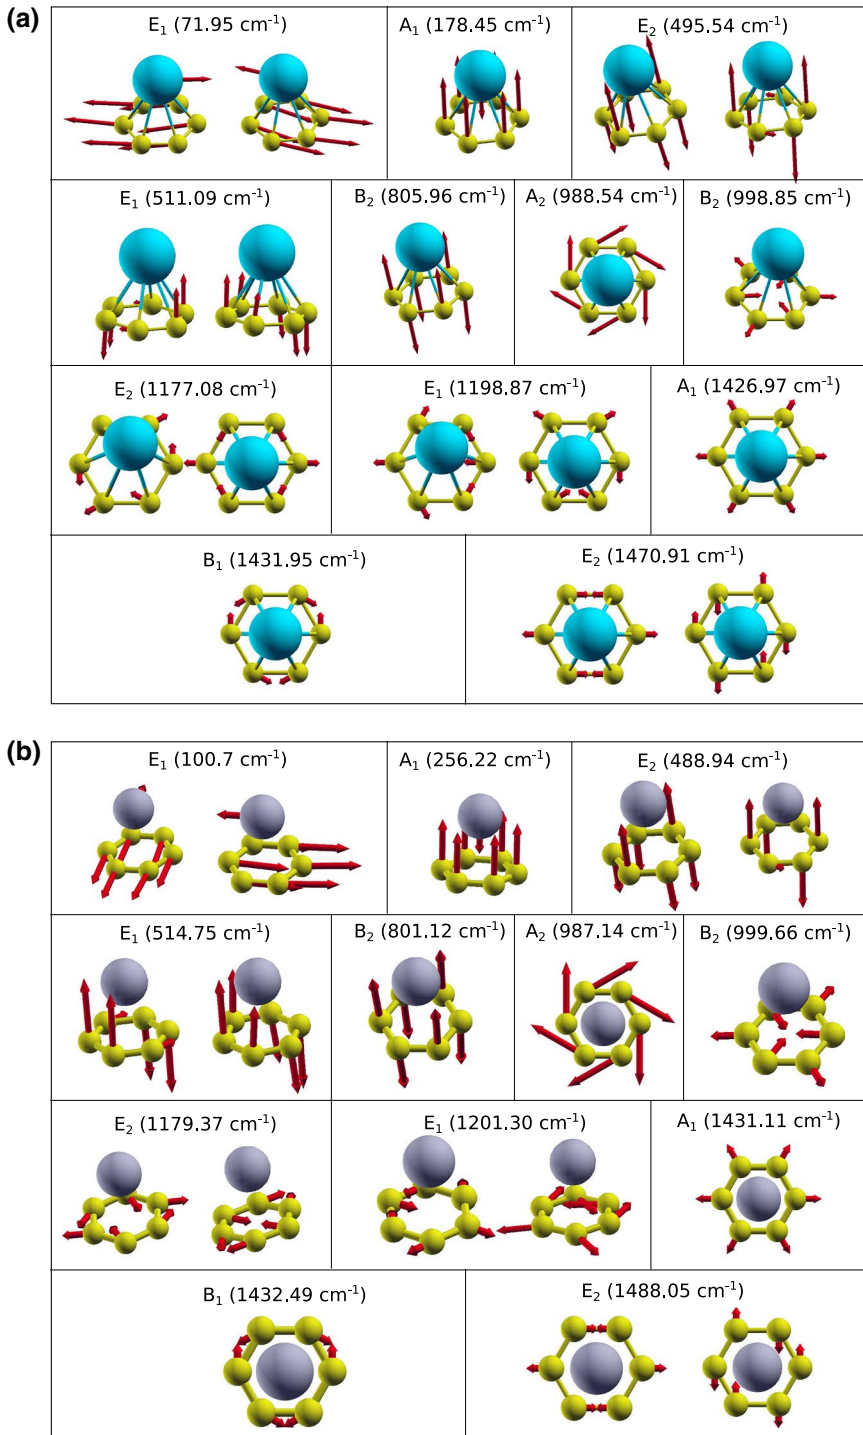 (a)
E₁ (71.95 cm⁻¹) A₁ (178.45 cm⁻¹) E₂ (495.54 cm⁻¹)
E₁ (511.09 cm⁻¹) B₂ (805.96 cm⁻¹) A₂ (988.54 cm⁻¹) B₂ (998.85 cm⁻¹)
E₂ (1177.08 cm⁻¹) E₁ (1198.87 cm⁻¹) A₁ (1426.97 cm⁻¹)
B₁ (1431.95 cm⁻¹) E₂ (1470.91 cm⁻¹)
(b)
E₁ (100.7 cm⁻¹) A₁ (256.22 cm⁻¹) E₂ (488.94 cm⁻¹)
E₁ (514.75 cm⁻¹) B₂ (801.12 cm⁻¹) A₂ (987.14 cm⁻¹) B₂ (999.66 cm⁻¹)
E₂ (1179.37 cm⁻¹) E₁ (1201.30 cm⁻¹) A₁ (1431.11 cm⁻¹)
B₁ (1432.49 cm⁻¹) E₂ (1488.05 cm⁻¹)